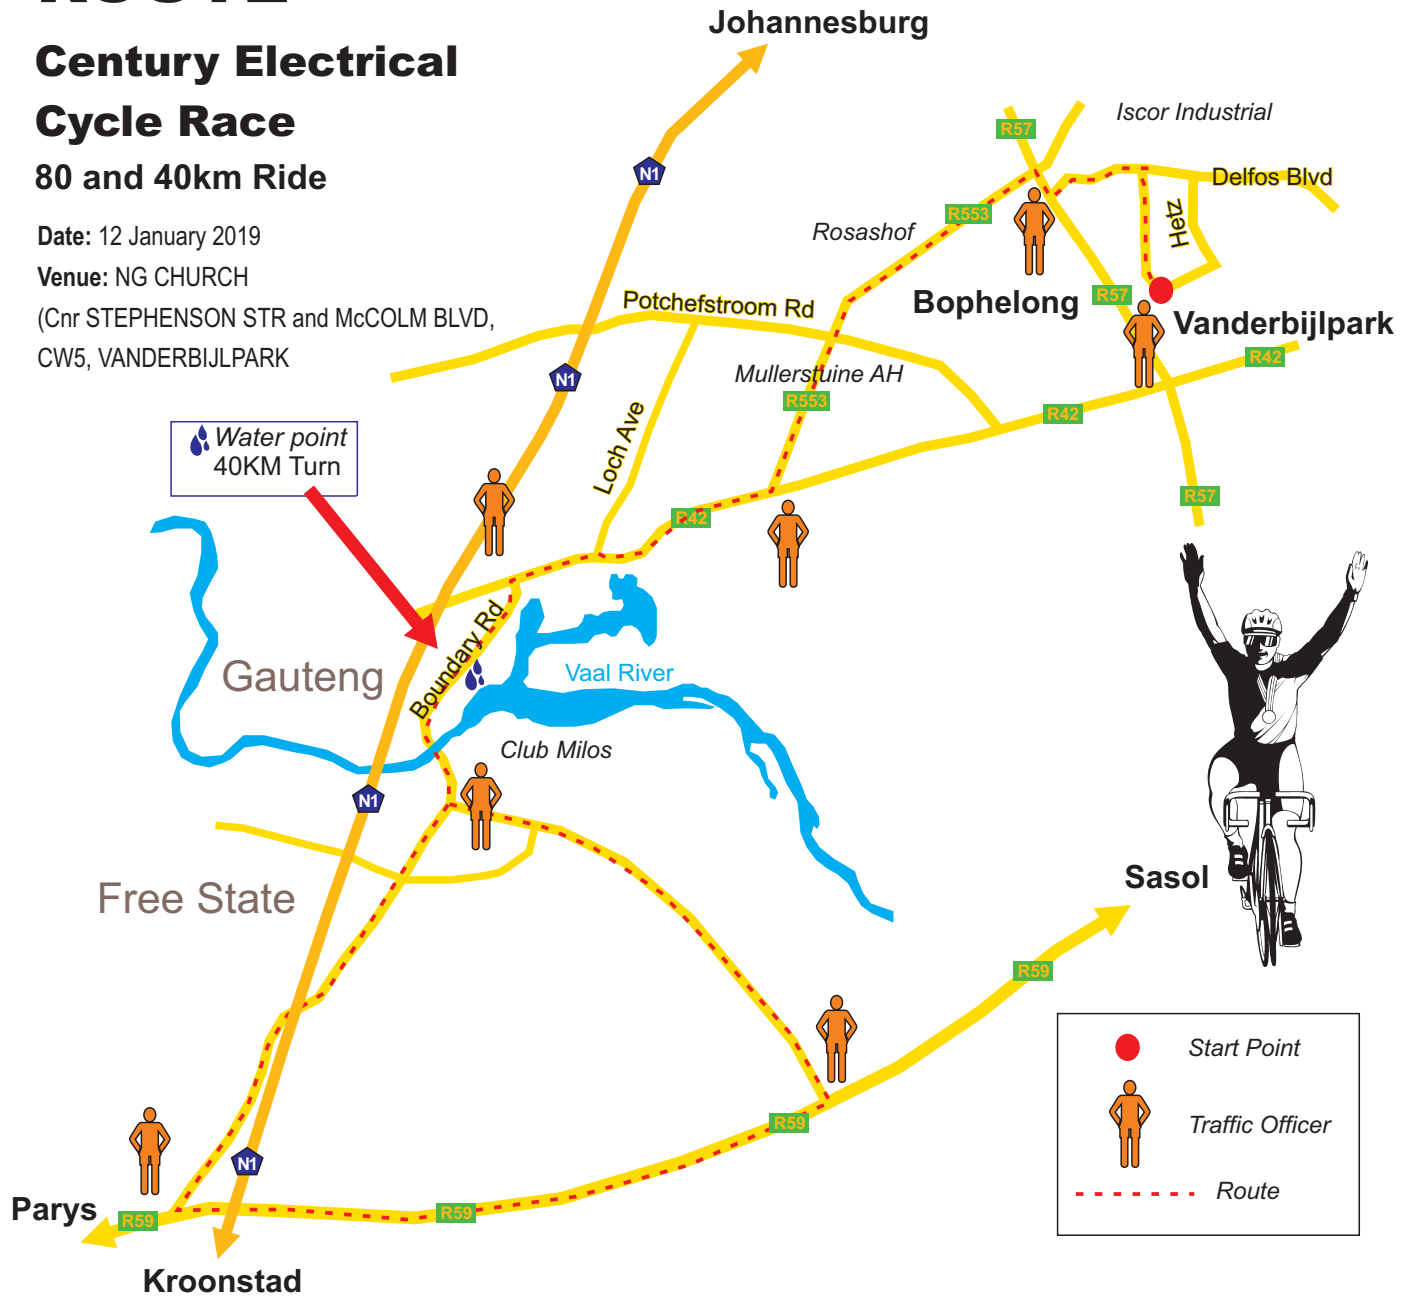 ROUTE
Century Electrical
Cycle Race
80 and 40km Ride
Date: 12 January 2019
Venue: NG CHURCH
(Cnr STEPHENSON STR and McCOLM BLVD,
CW5, VANDERBIJLPARK
Johannesburg
R57
Iscor Industrial
N1
Delfos Blvd
R553
Hetz
Rosashof
Bophelong
R57
Potchefstroom Rd
Vanderbijlpark
R42
N1
Mullerstuine AH
R553
R42
Water point
40KM Turn
Loch Ave
R57
R42
Boundary Rd
Gauteng
Vaal River
Club Milos
N1
Free State
Sasol
R59
Start Point
R59
Traffic Officer
N1
Route
Parys
R59
R59
Kroonstad